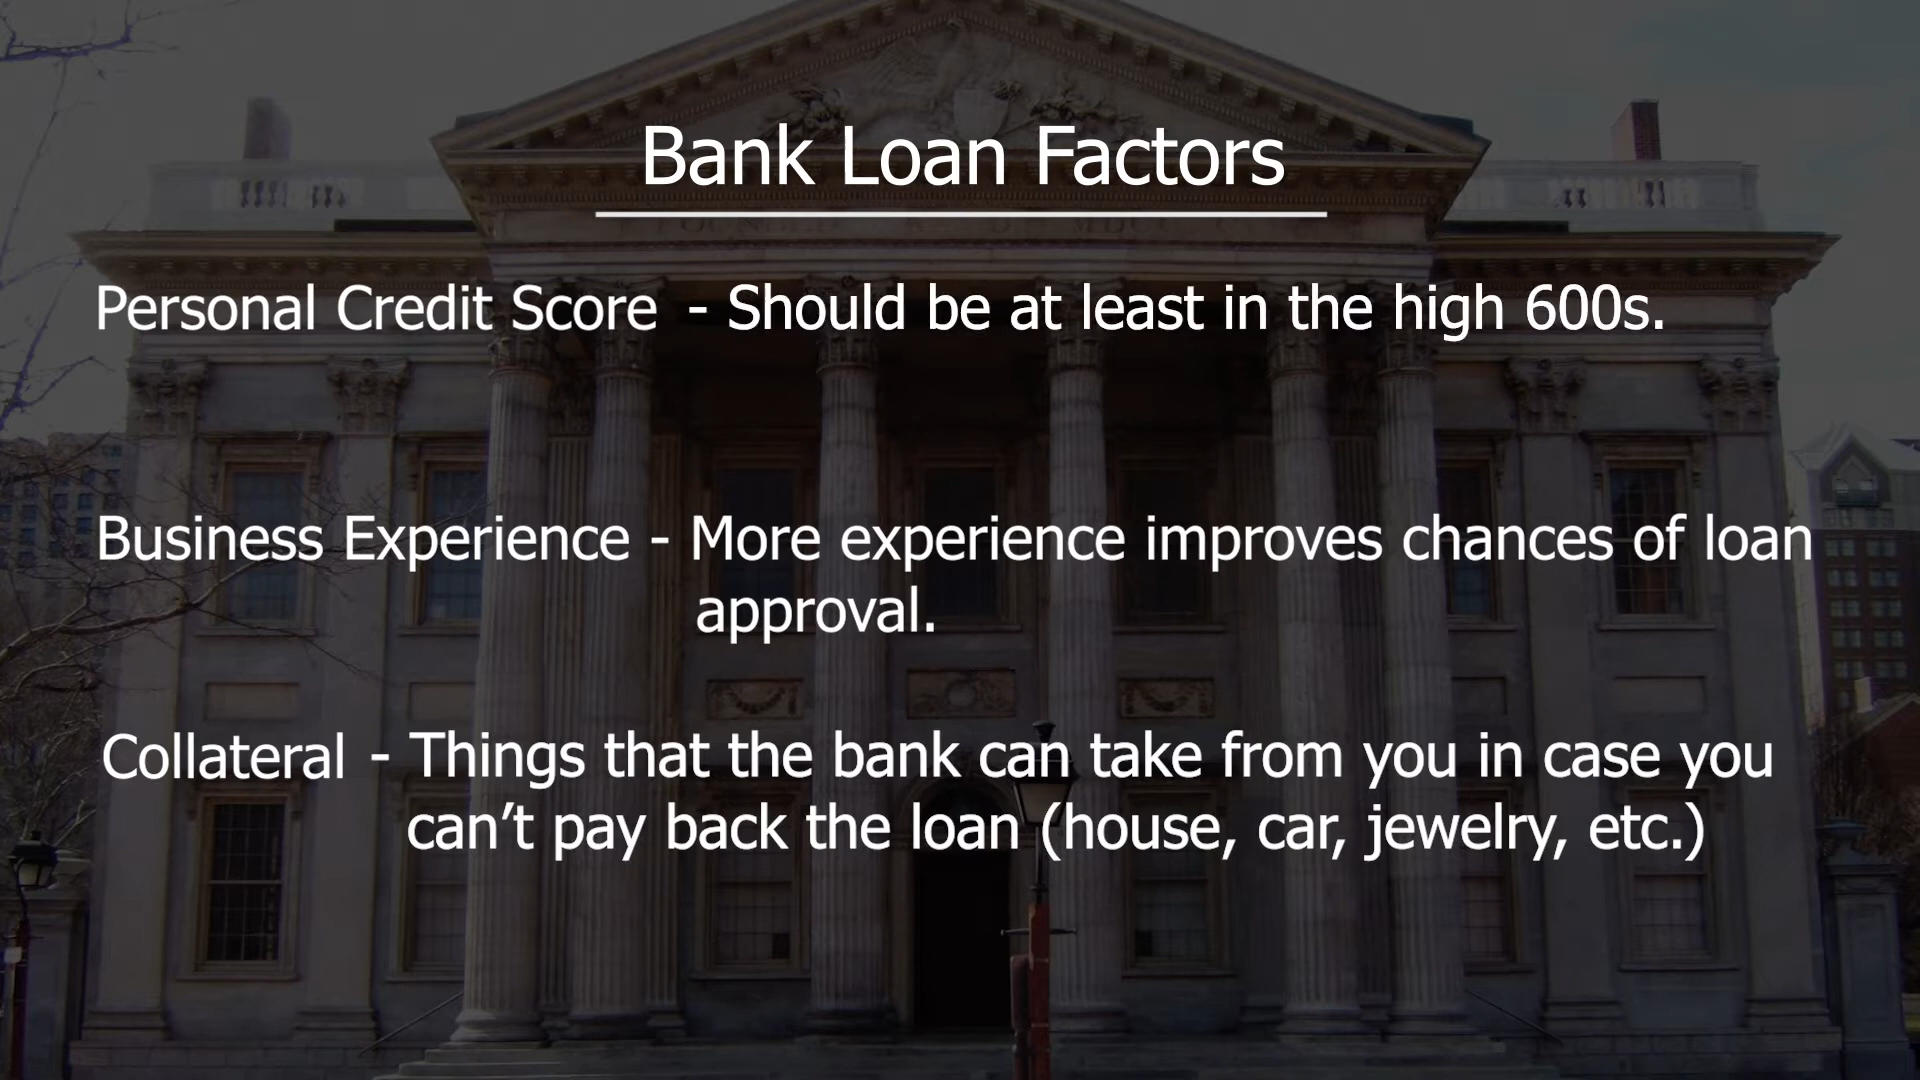 Bank Loan Factors
Personal Credit Score - Should be at least in the high 600s.
Business Experience - More experience improves chances of loan
approval.
Collateral - Things that the bank can take from you in case you
can’t pay back the loan (house, car, jewelry, etc.)